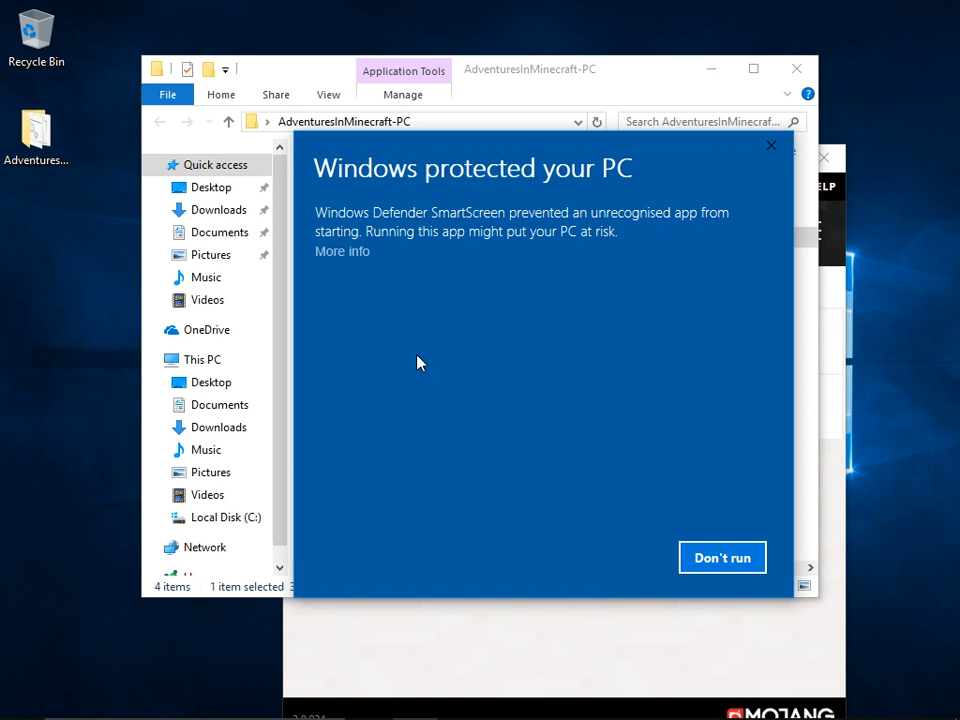 Recycle Bin
Adventures...
Application Tools
AdventuresInMinecraft-PC
File
Home
Share
View
Manage
AdventuresInMinecraft-PC
Search AdventuresInMinecraf...
Quick access
Desktop
Downloads
Documents
Pictures
Music
Videos
OneDrive
This PC
Desktop
Documents
Downloads
Music
Pictures
Videos
Local Disk (C:)
Network
4 items
1 item selected
Windows protected your PC
Windows Defender SmartScreen prevented an unrecognised app from
starting. Running this app might put your PC at risk.
More info
Don't run
ELP
MOJANG